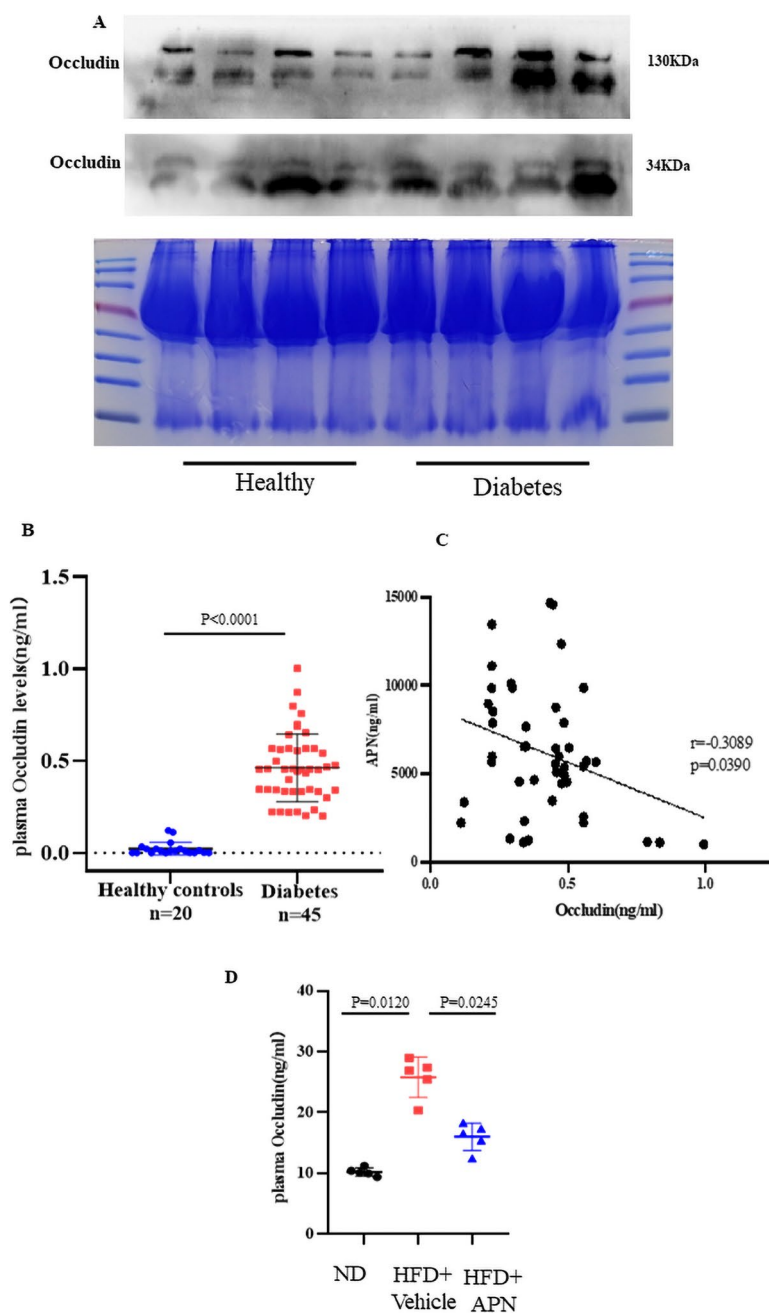 A
Occludin
130KDa
Occludin
34KDa
Healthy
Diabetes
B
plasma Occludin levels(ng/ml)
1.5
1.0
0.5
0.0
P<0.0001
Healthy controls
n=20
Diabetes
n=45
C
APN(ng/ml)
15000
10000
5000
0
r=-0.3089
p=0.0390
0.0
0.5
1.0
Occludin(ng/ml)
D
plasma Occludin(ng/ml)
40
30
20
10
0
P=0.0120
P=0.0245
ND
HFD+
Vehicle
HFD+
APN